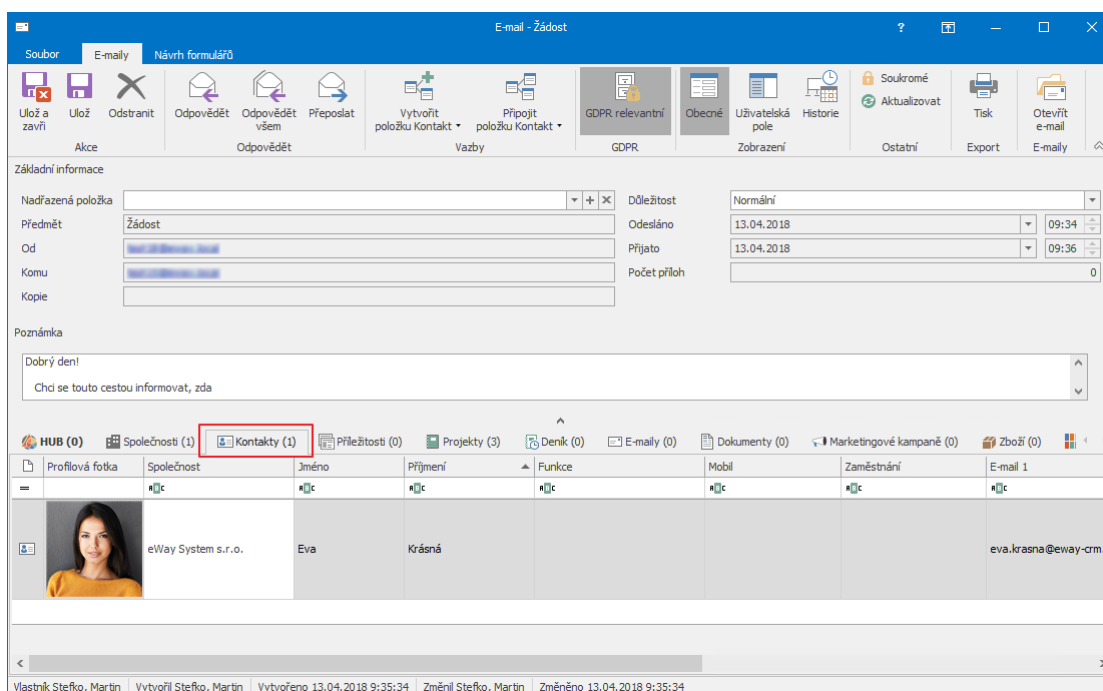 E-mail - Žádost
Soubor E-maily Návrh formulářů
Ulož a zavři Ulož Odstranit Odpovědět Odpovědět všem Přeposlat Vytvořit položku Kontakt Připojit položku Kontakt GDPR relevantní Obecné Uživatelská pole Historie Soukromé Aktualizovat Tisk Otevřít e-mail
Akce Odpovědět Vazby GDPR Zobrazení Ostatní Export E-maily
Základní informace
Nadřazená položka Důležitost Normální
Předmět Žádost Odesláno 13.04.2018 09:34
Od Přijato 13.04.2018 09:36
Komu Počet příloh 0
Kopie
Poznámka
Dobrý den!
Chci se touto cestou informovat, zda
HUB (0) Společnosti (1) Kontakty (1) Příležitosti (0) Projekty (3) Deník (0) E-maily (0) Dokumenty (0) Marketingové kampaně (0) Zboží (0)
Profilová fotka Společnost Jméno Příjmení Funkce Mobil Zaměstnání E-mail 1
eWay System s.r.o. Eva Krásná eva.krasna@eway-crm.
Vlastník Stefko, Martin Vytvořil Stefko, Martin Vytvořeno 13.04.2018 9:35:34 Změnil Stefko, Martin Změněno 13.04.2018 9:35:34